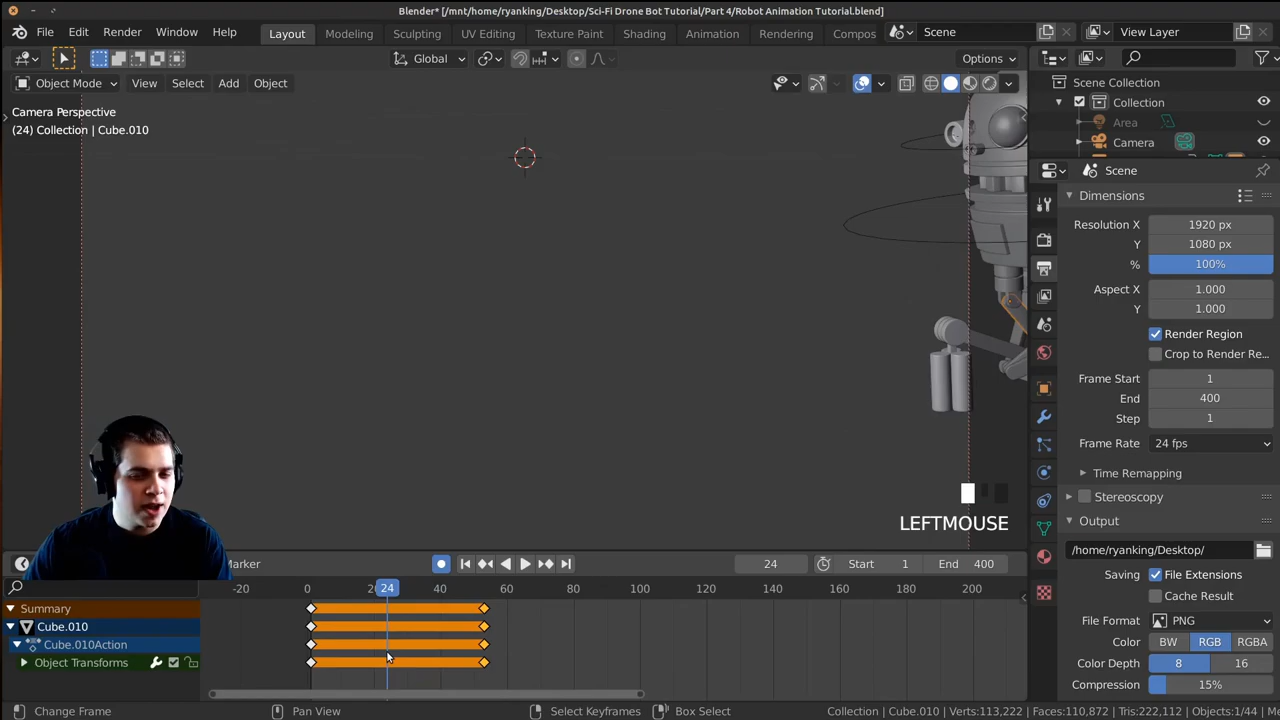 Blender* [/mnt/home/ryanking/Desktop/Sci-Fi Drone Bot Tutorial/Part 4/Robot Animation Tutorial.blend]
File Edit Render Window Help Layout Modeling Sculpting UV Editing Texture Paint Shading Animation Rendering Compos Scene View Layer
Global Options
Object Mode View Select Add Object
Camera Perspective
(24) Collection | Cube.010
Scene Collection
Collection
Area
Camera
Scene
Dimensions
Resolution X 1920 px
Y 1080 px
% 100%
Aspect X 1.000
Y 1.000
Render Region
Crop to Render Re...
Frame Start 1
End 400
Step 1
Frame Rate 24 fps
Time Remapping
Stereoscopy
Output
/home/ryanking/Desktop/
Saving File Extensions
Cache Result
File Format PNG
Color BW RGB RGBA
Color Depth 8 16
Compression 15%
LEFTMOUSE
Marker 24 Start 1 End 400
-20 0 2 24 40 60 80 100 120 140 160 180 200
Summary
Cube.010
Cube.010Action
Object Transforms
Change Frame Pan View Select Keyframes Box Select Collection | Cube.010 | Verts:113,222 | Faces:110,872 | Tris:222,112 | Objects:1/44 | Me